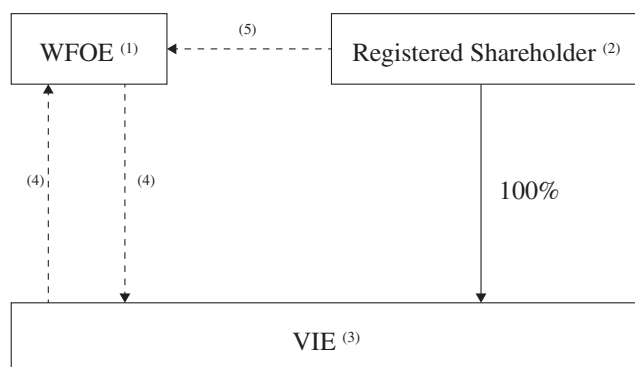 WFOE (1)
(5)
Registered Shareholder (2)
(4)
(4)
100%
VIE (3)